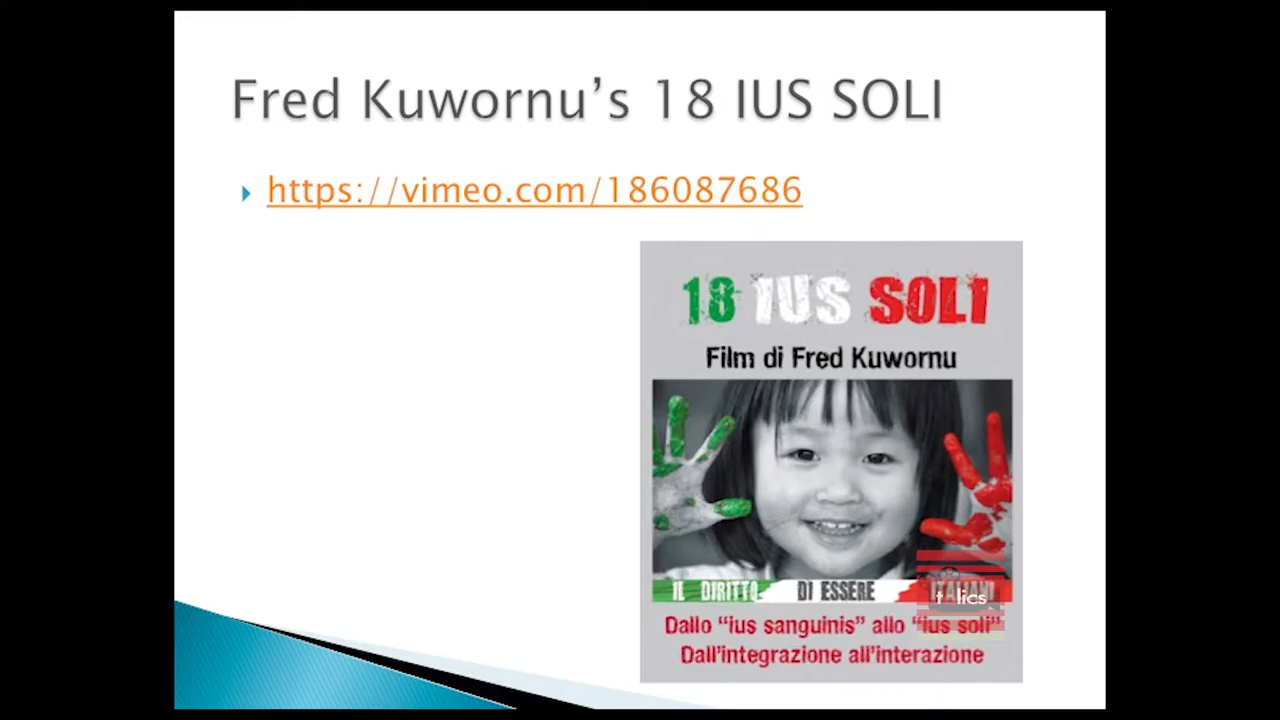 Fred Kuwornu’s 18 IUS SOLI
https://vimeo.com/186087686
18 IUS SOLI
Film di Fred Kuwornu
IL DIRITTO DI ESSERE ITALIANI
Dallo “ius sanguinis” allo “ius soli”
Dall’integrazione all’interazione